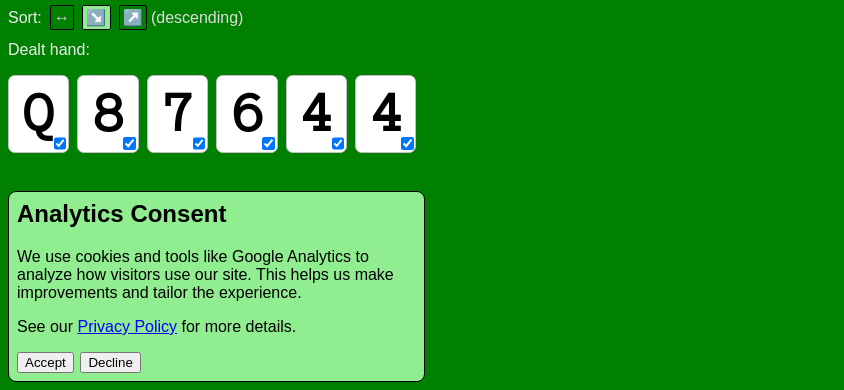 Sort: ↔ ↘ ↗ (descending)
Dealt hand:
Q 8 7 6 4 4
Analytics Consent
We use cookies and tools like Google Analytics to
analyze how visitors use our site. This helps us make
improvements and tailor the experience.
See our Privacy Policy for more details.
Accept Decline